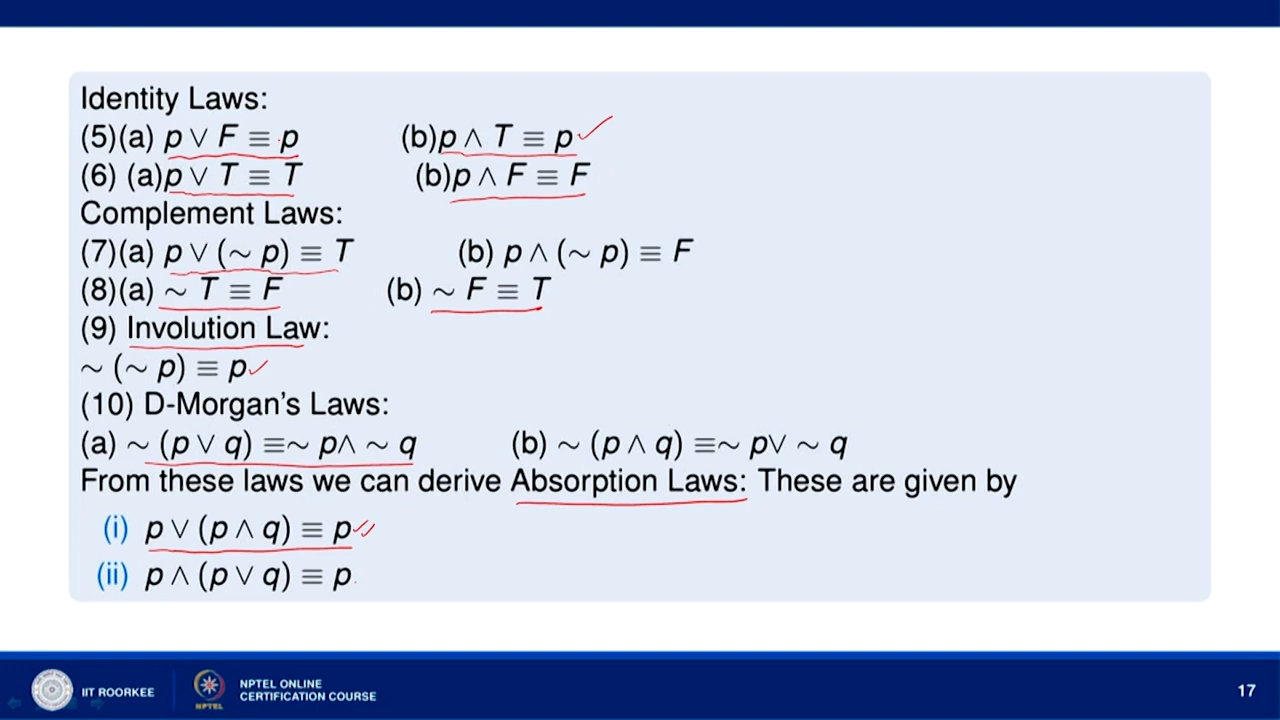 Identity Laws:
(5)(a) p ∨ F ≡ p (b)p ∧ T ≡ p
(6) (a)p ∨ T ≡ T (b)p ∧ F ≡ F
Complement Laws:
(7)(a) p ∨ (∼ p) ≡ T (b) p ∧ (∼ p) ≡ F
(8)(a) ∼ T ≡ F (b) ∼ F ≡ T
(9) Involution Law:
∼ (∼ p) ≡ p
(10) D-Morgan's Laws:
(a) ∼ (p ∨ q) ≡∼ p∧ ∼ q (b) ∼ (p ∧ q) ≡∼ p∨ ∼ q
From these laws we can derive Absorption Laws: These are given by
(i) p ∨ (p ∧ q) ≡ p
(ii) p ∧ (p ∨ q) ≡ p
IIT ROORKEE
NPTEL
NPTEL ONLINE
CERTIFICATION COURSE
17